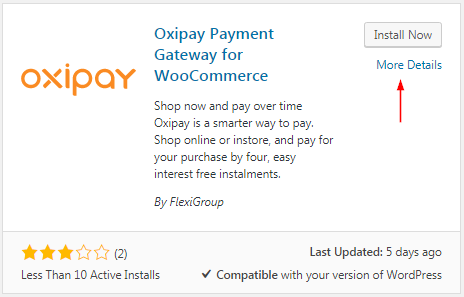 oxipay
Oxipay Payment
Gateway for
WooCommerce
Install Now
More Details
Shop now and pay over time
Oxipay is a smarter way to pay.
Shop online or instore, and pay for
your purchase by four, easy
interest free instalments.
By FlexiGroup
(2)
Less Than 10 Active Installs
Last Updated: 5 days ago
Compatible with your version of WordPress